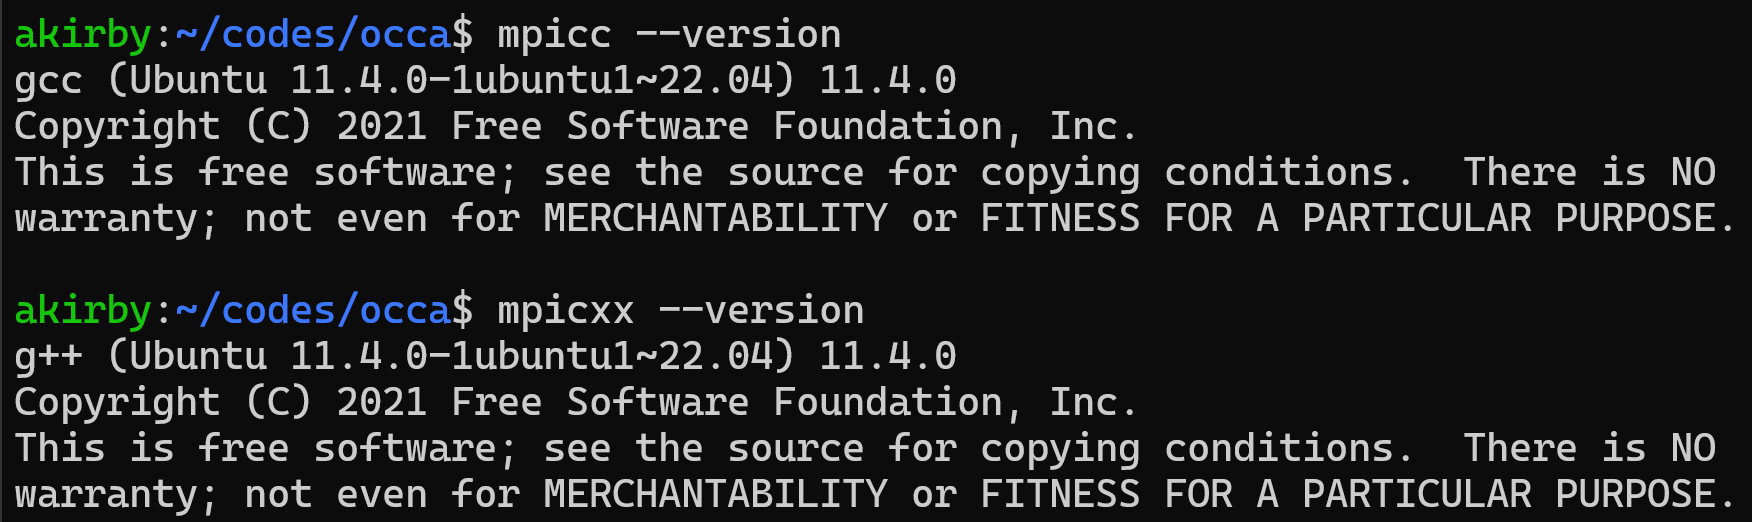 akirby:~/codes/occa$ mpicc --version
gcc (Ubuntu 11.4.0-1ubuntu1~22.04) 11.4.0
Copyright (C) 2021 Free Software Foundation, Inc.
This is free software; see the source for copying conditions.  There is NO
warranty; not even for MERCHANTABILITY or FITNESS FOR A PARTICULAR PURPOSE.

akirby:~/codes/occa$ mpicxx --version
g++ (Ubuntu 11.4.0-1ubuntu1~22.04) 11.4.0
Copyright (C) 2021 Free Software Foundation, Inc.
This is free software; see the source for copying conditions.  There is NO
warranty; not even for MERCHANTABILITY or FITNESS FOR A PARTICULAR PURPOSE.